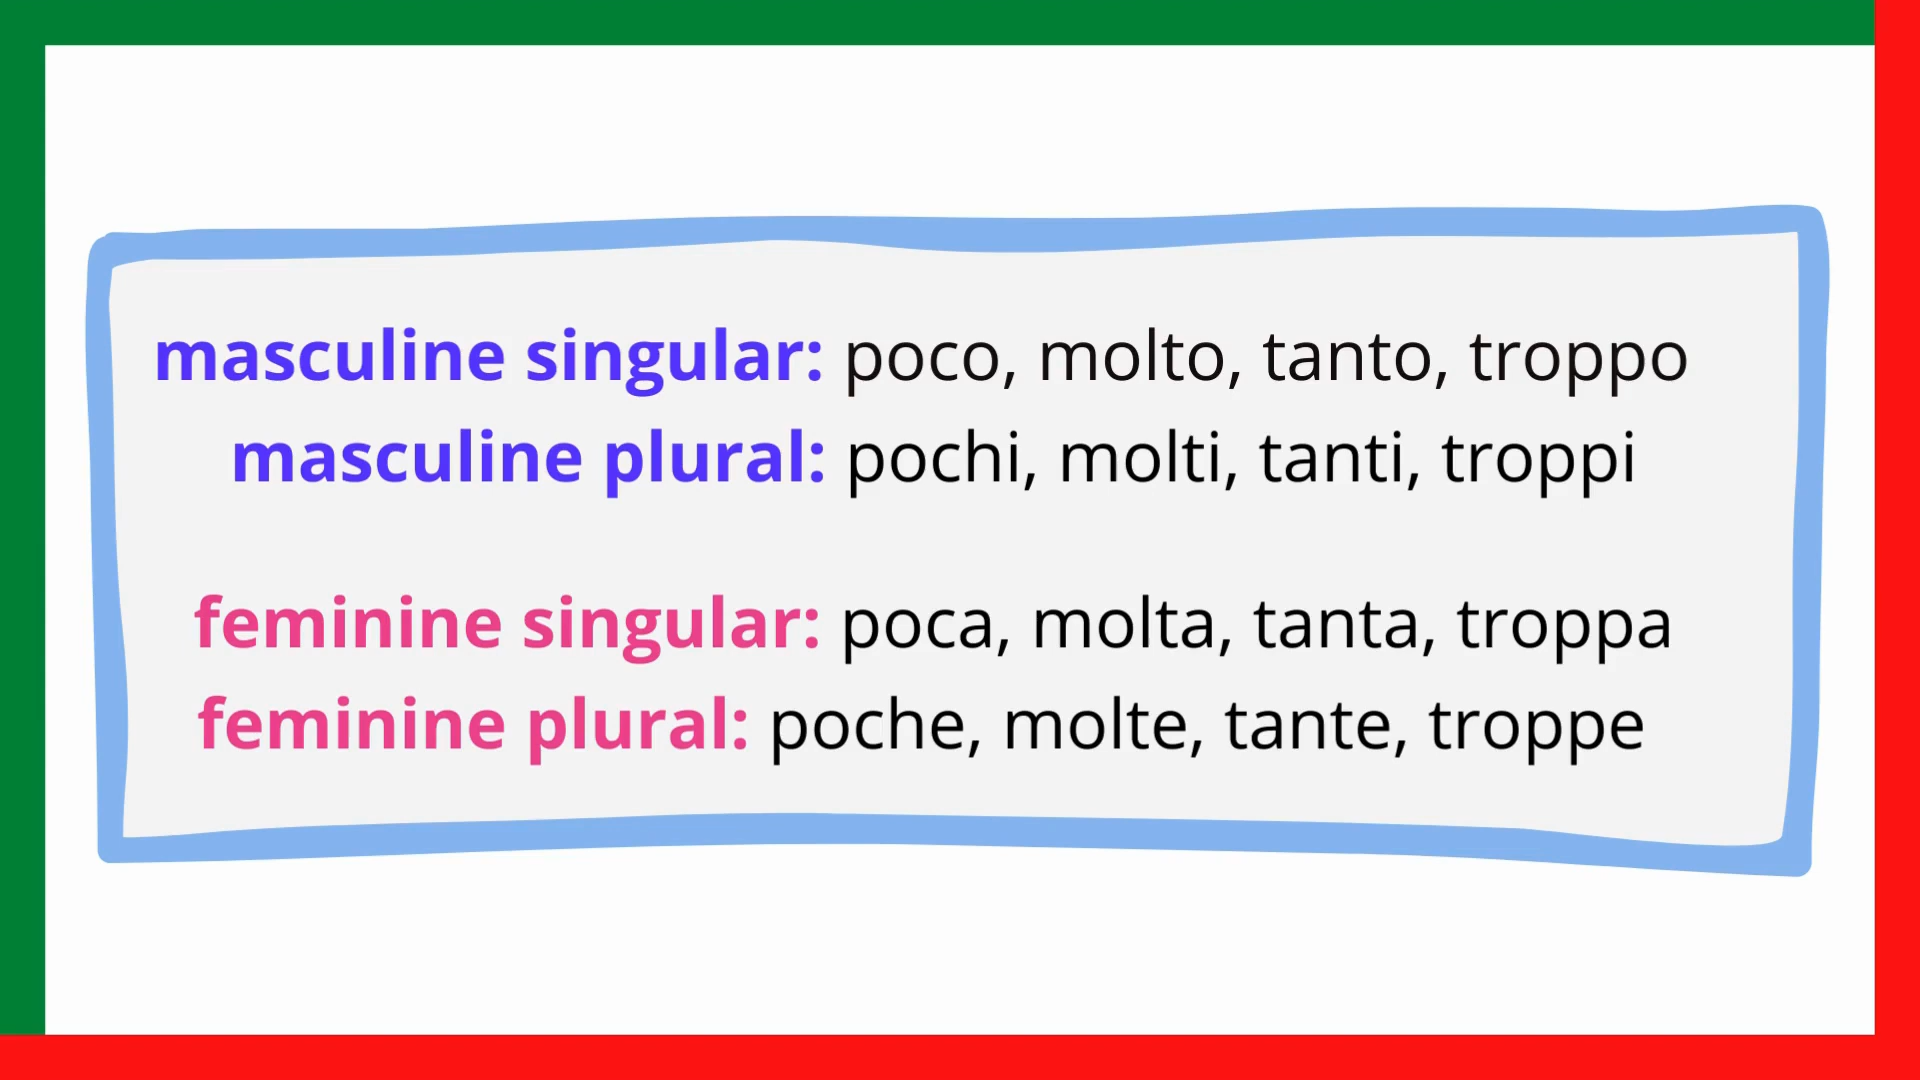 masculine singular: poco, molto, tanto, troppo
masculine plural: pochi, molti, tanti, troppi
feminine singular: poca, molta, tanta, troppa
feminine plural: poche, molte, tante, troppe